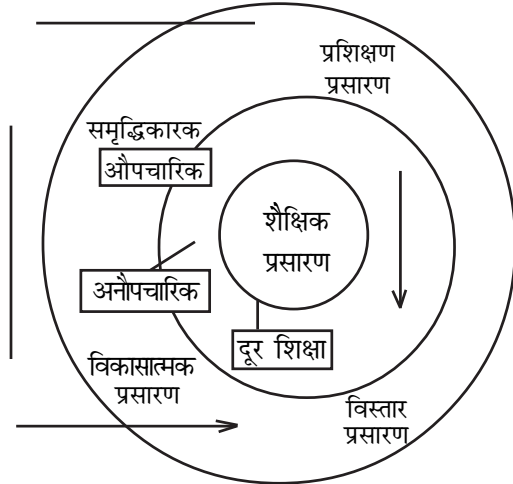 प्रशिक्षण
प्रसारण
समृद्धिकारक
औपचारिक
शैक्षिक
प्रसारण
अनौपचारिक
दूर शिक्षा
विकासात्मक
प्रसारण
विस्तार
प्रसारण